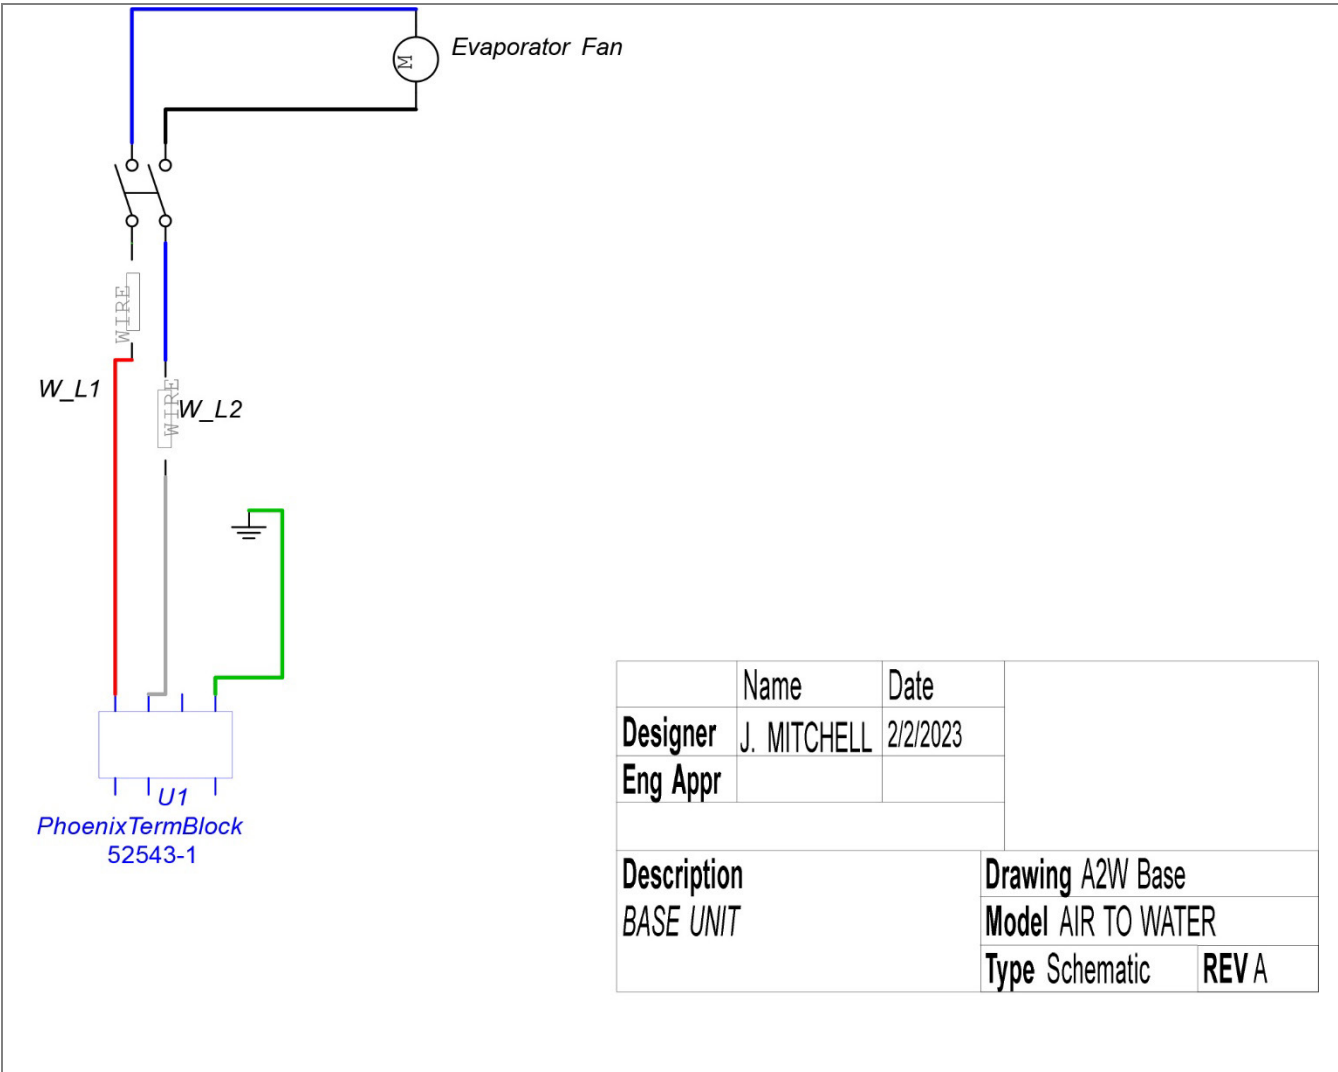 Evaporator Fan
M
WIRE
W_L1
WIRE
W_L2
U1
PhoenixTermBlock
52543-1
Name Date
Designer J. MITCHELL 2/2/2023
Eng Appr
Description
BASE UNIT
Drawing A2W Base
Model AIR TO WATER
Type Schematic REV A